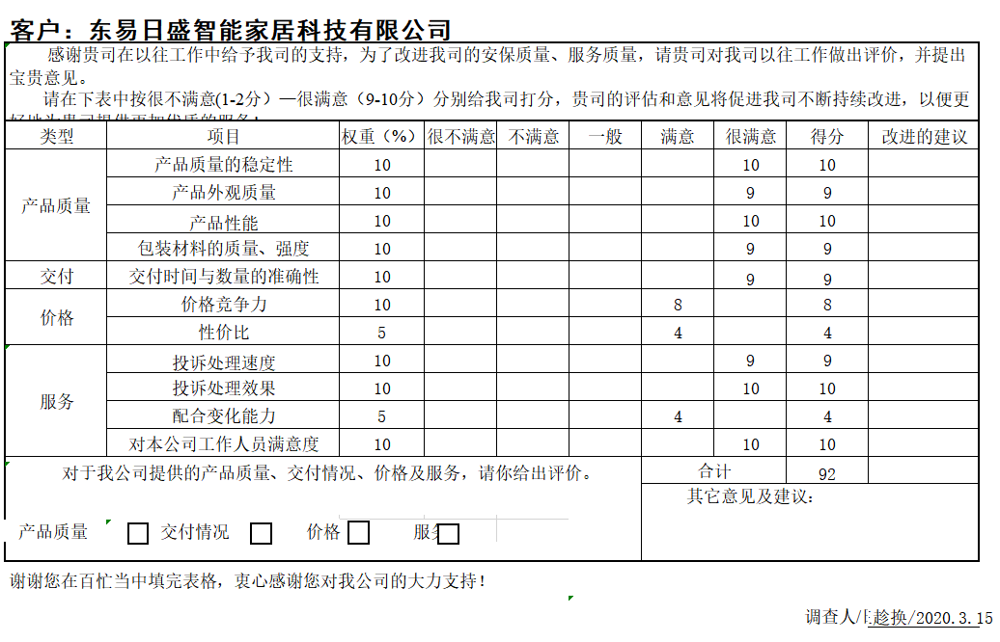 客户：东易日盛智能家居科技有限公司
感谢贵司在以往工作中给予我司的支持，为了改进我司的安保质量、服务质量，请贵司对我司以往工作做出评价，并提出
宝贵意见。
请在下表中按很不满意(1-2分）—很满意（9-10分）分别给我司打分，贵司的评估和意见将促进我司不断持续改进，以便更
好地为贵司提供更加优质的服务！
类型 项目 权重（%） 很不满意 不满意 一般 满意 很满意 得分 改进的建议
产品质量
产品质量的稳定性 10 10 10
产品外观质量 10 9 9
产品性能 10 10 10
包装材料的质量、强度 10 9 9
交付 交付时间与数量的准确性 10 9 9
价格
价格竞争力 10 8 8
性价比 5 4 4
服务
投诉处理速度 10 9 9
投诉处理效果 10 10 10
配合变化能力 5 4 4
对本公司工作人员满意度 10 10 10
对于我公司提供的产品质量、交付情况、价格及服务，请你给出评价。 合计 92
其它意见及建议：
产品质量 交付情况 价格 服务
谢谢您在百忙当中填完表格，衷心感谢您对我公司的大力支持！
调查人/ 趁换/2020.3.15